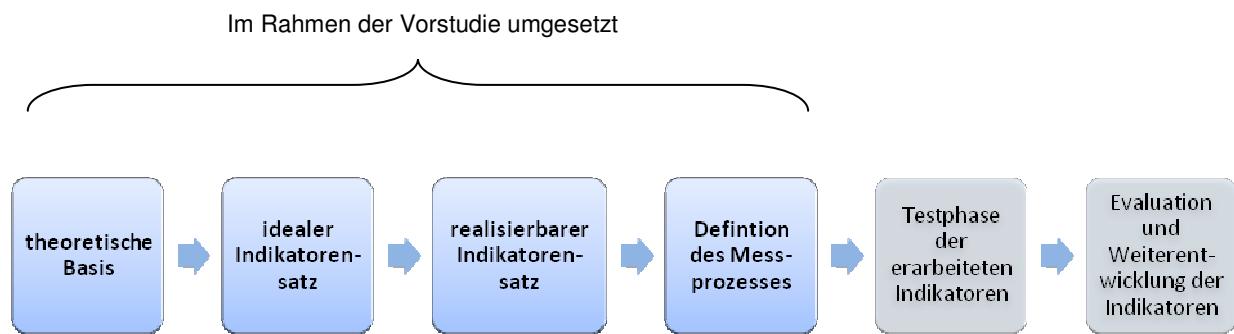 Im Rahmen der Vorstudie umgesetzt
theoretische
Basis
idealer
Indikatoren-
satz
realisierbarer
Indikatoren-
satz
Defintion
des Mess-
prozesses
Testphase
der
erarbeiteten
Indikatoren
Evaluation
und
Weiterent-
wicklung der
Indikatoren